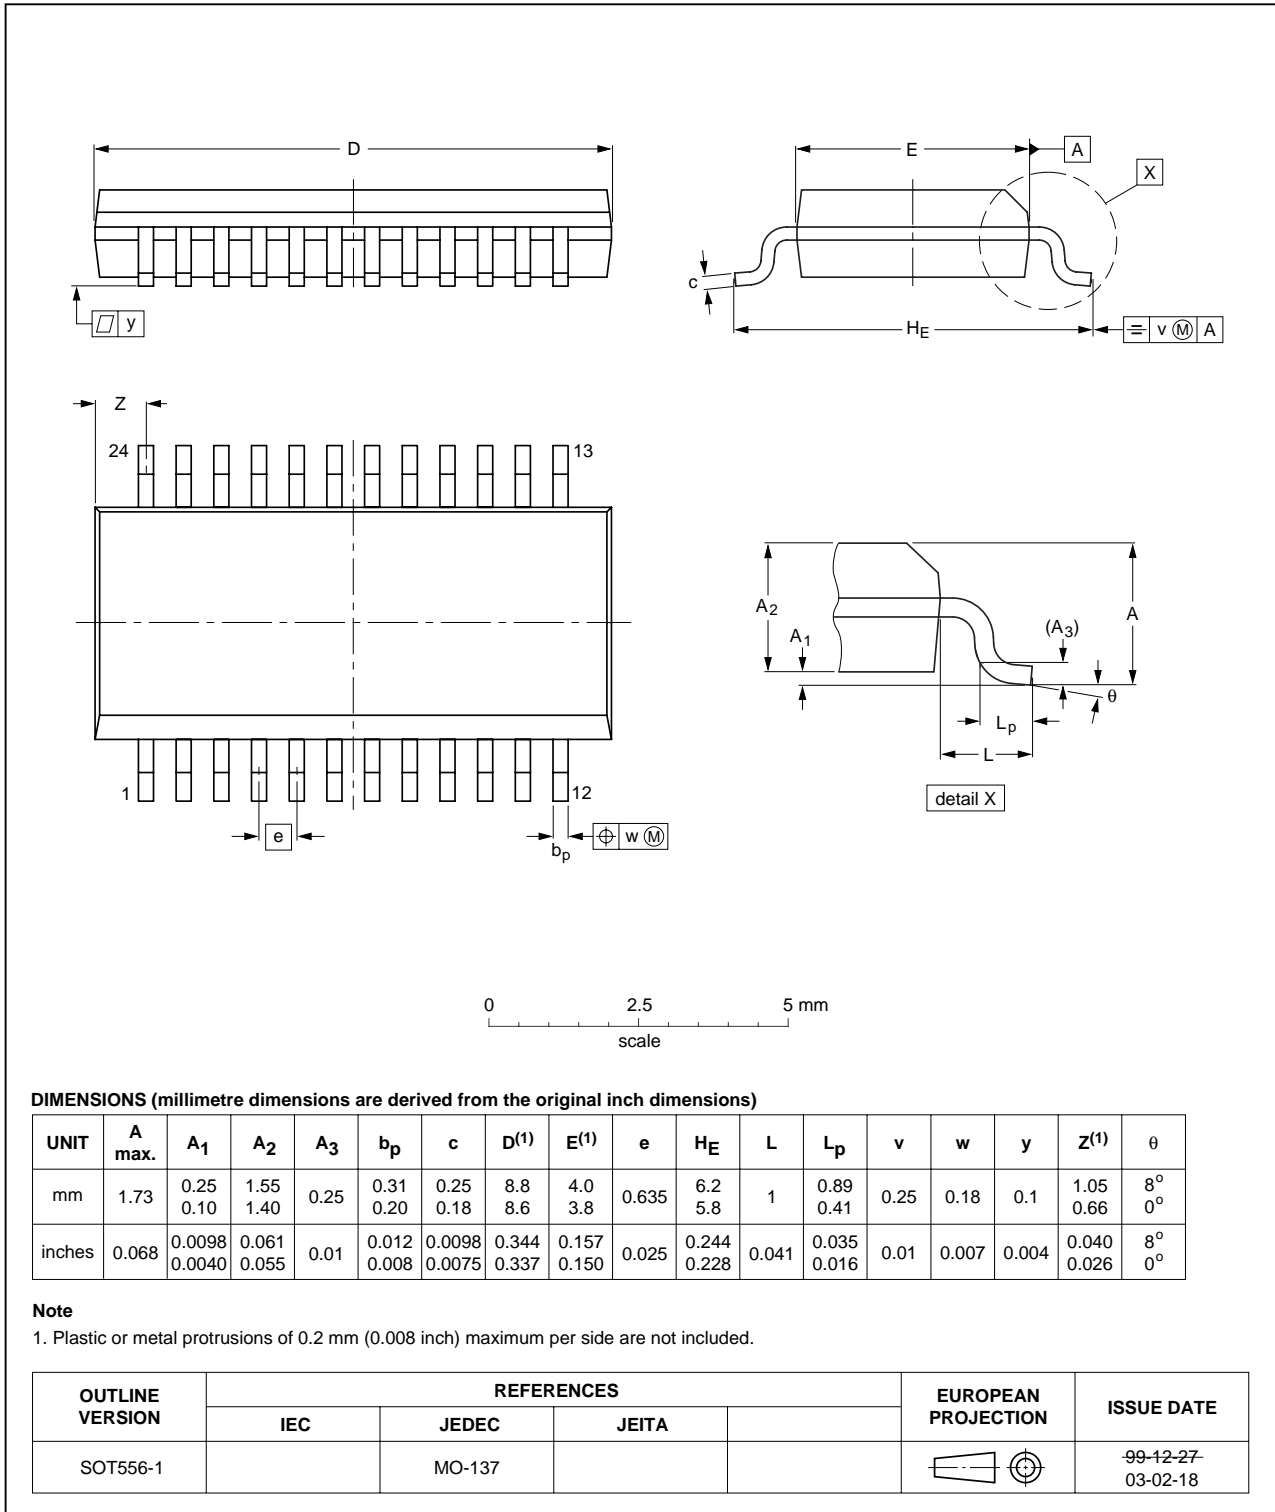 D
E
A
X
y
c
HE
v Ⓜ A
Z
24
13
1
12
e
bp
w Ⓜ
A2
A1
(A3)
A
θ
Lp
L
detail X
0 2.5 5 mm
scale
DIMENSIONS (millimetre dimensions are derived from the original inch dimensions)
UNIT A max. A1 A2 A3 bp c D(1) E(1) e HE L Lp v w y Z(1) θ
mm 1.73 0.25 0.10 1.55 1.40 0.25 0.31 0.20 0.25 0.18 8.8 8.6 4.0 3.8 0.635 6.2 5.8 1 0.89 0.41 0.25 0.18 0.1 1.05 0.66 8° 0°
inches 0.068 0.0098 0.0040 0.061 0.055 0.01 0.012 0.008 0.0098 0.0075 0.344 0.337 0.157 0.150 0.025 0.244 0.228 0.041 0.035 0.016 0.01 0.007 0.004 0.040 0.026 8° 0°
Note
1. Plastic or metal protrusions of 0.2 mm (0.008 inch) maximum per side are not included.
OUTLINE VERSION
REFERENCES
EUROPEAN PROJECTION
ISSUE DATE
IEC JEDEC JEITA
SOT556-1 MO-137
99-12-27
03-02-18